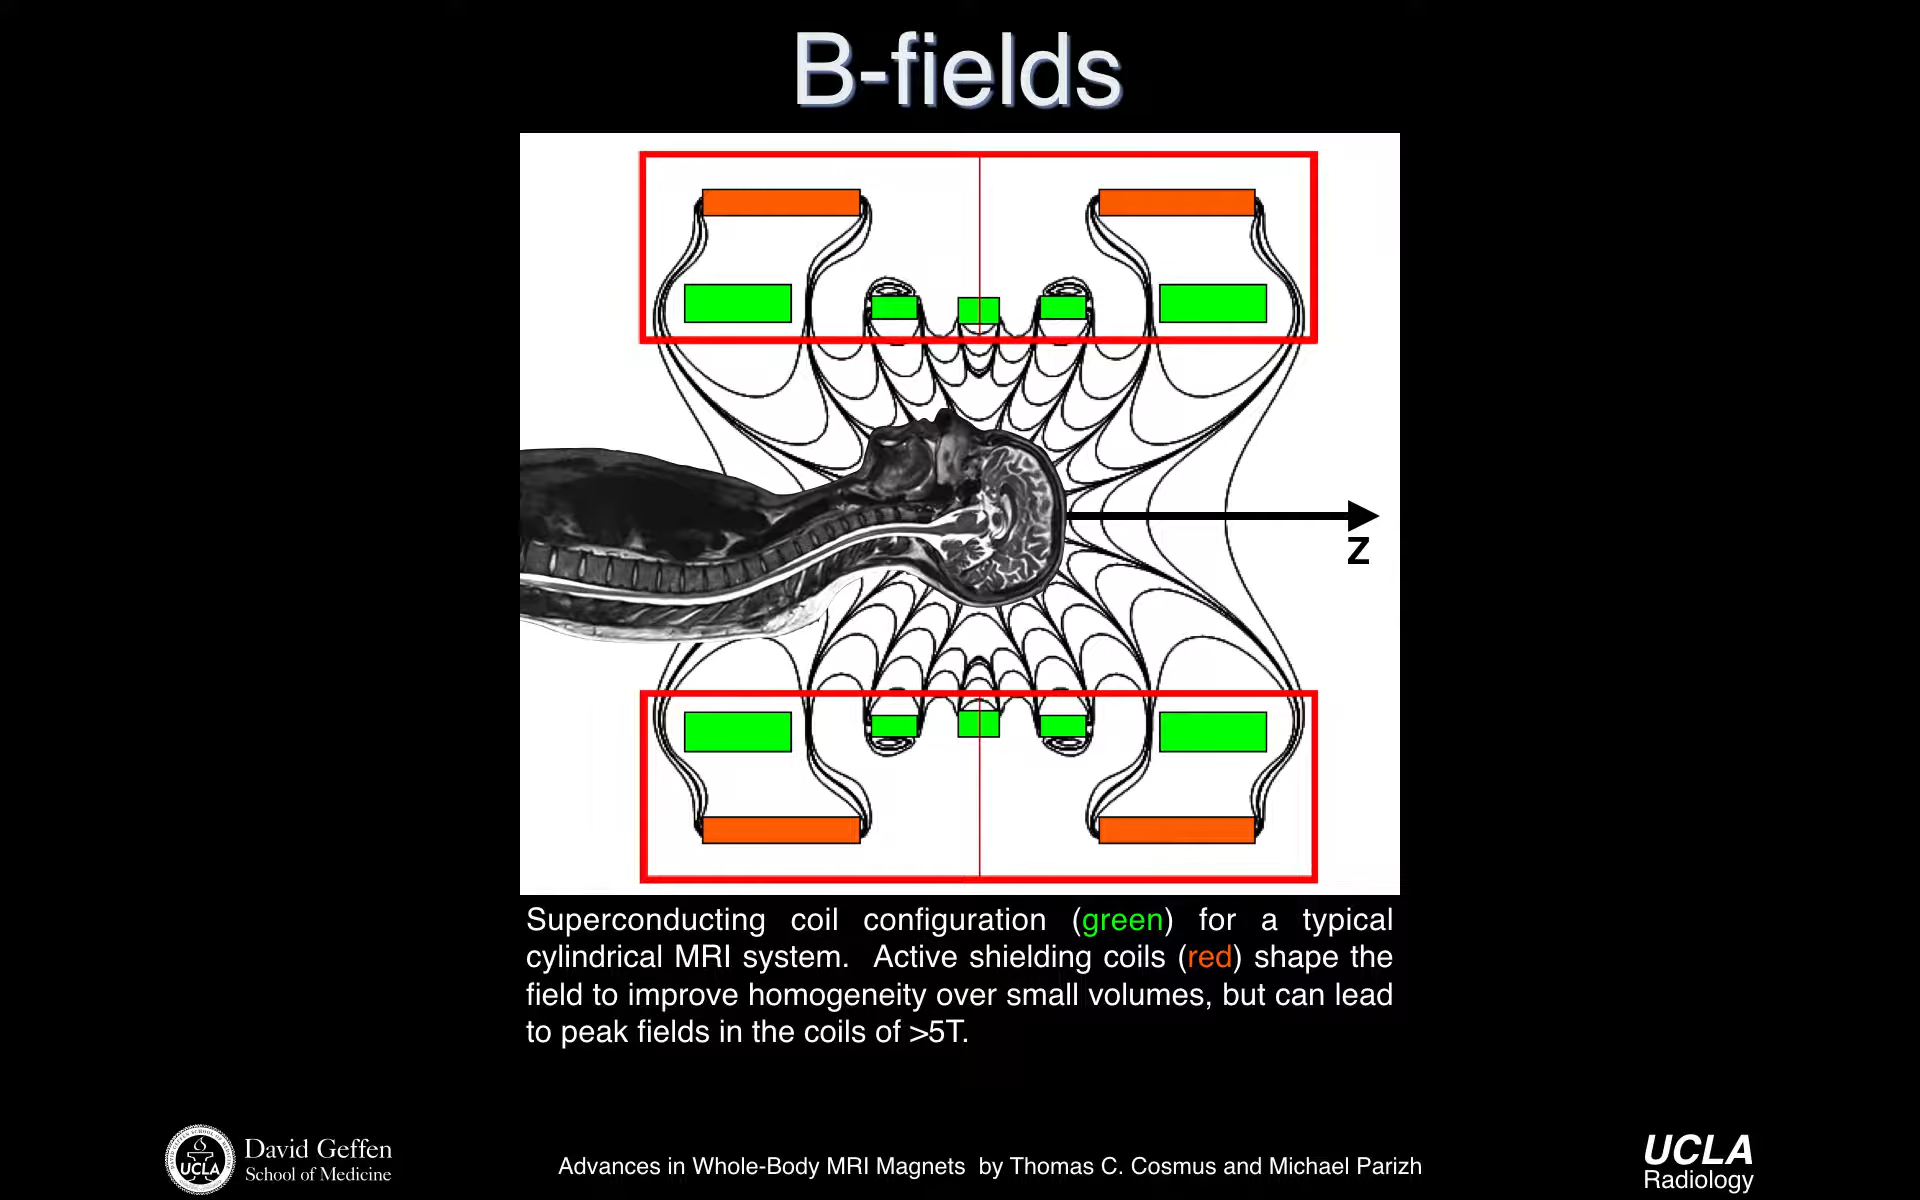 B-fields
Z
Superconducting coil configuration (green) for a typical
cylindrical MRI system. Active shielding coils (red) shape the
field to improve homogeneity over small volumes, but can lead
to peak fields in the coils of >5T.
UCLA
David Geffen
School of Medicine
Advances in Whole-Body MRI Magnets by Thomas C. Cosmus and Michael Parizh
UCLA
Radiology